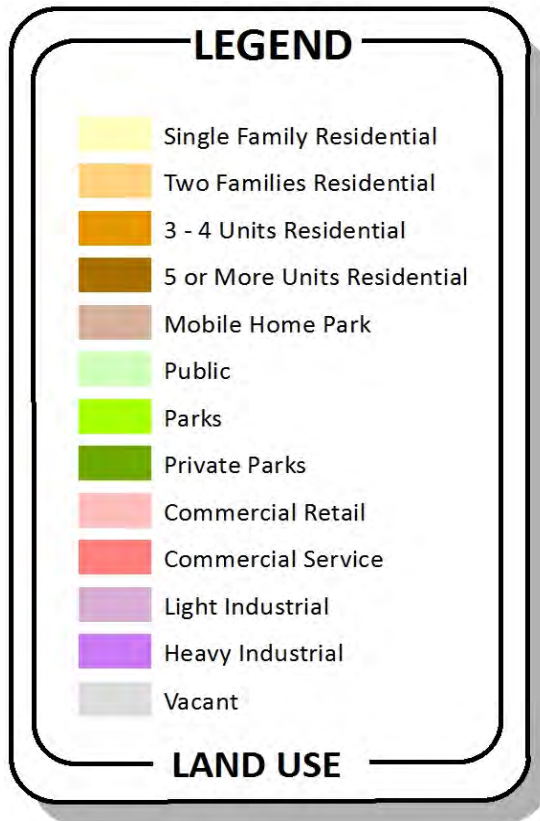 LEGEND
Single Family Residential
Two Families Residential
3 - 4 Units Residential
5 or More Units Residential
Mobile Home Park
Public
Parks
Private Parks
Commercial Retail
Commercial Service
Light Industrial
Heavy Industrial
Vacant
LAND USE